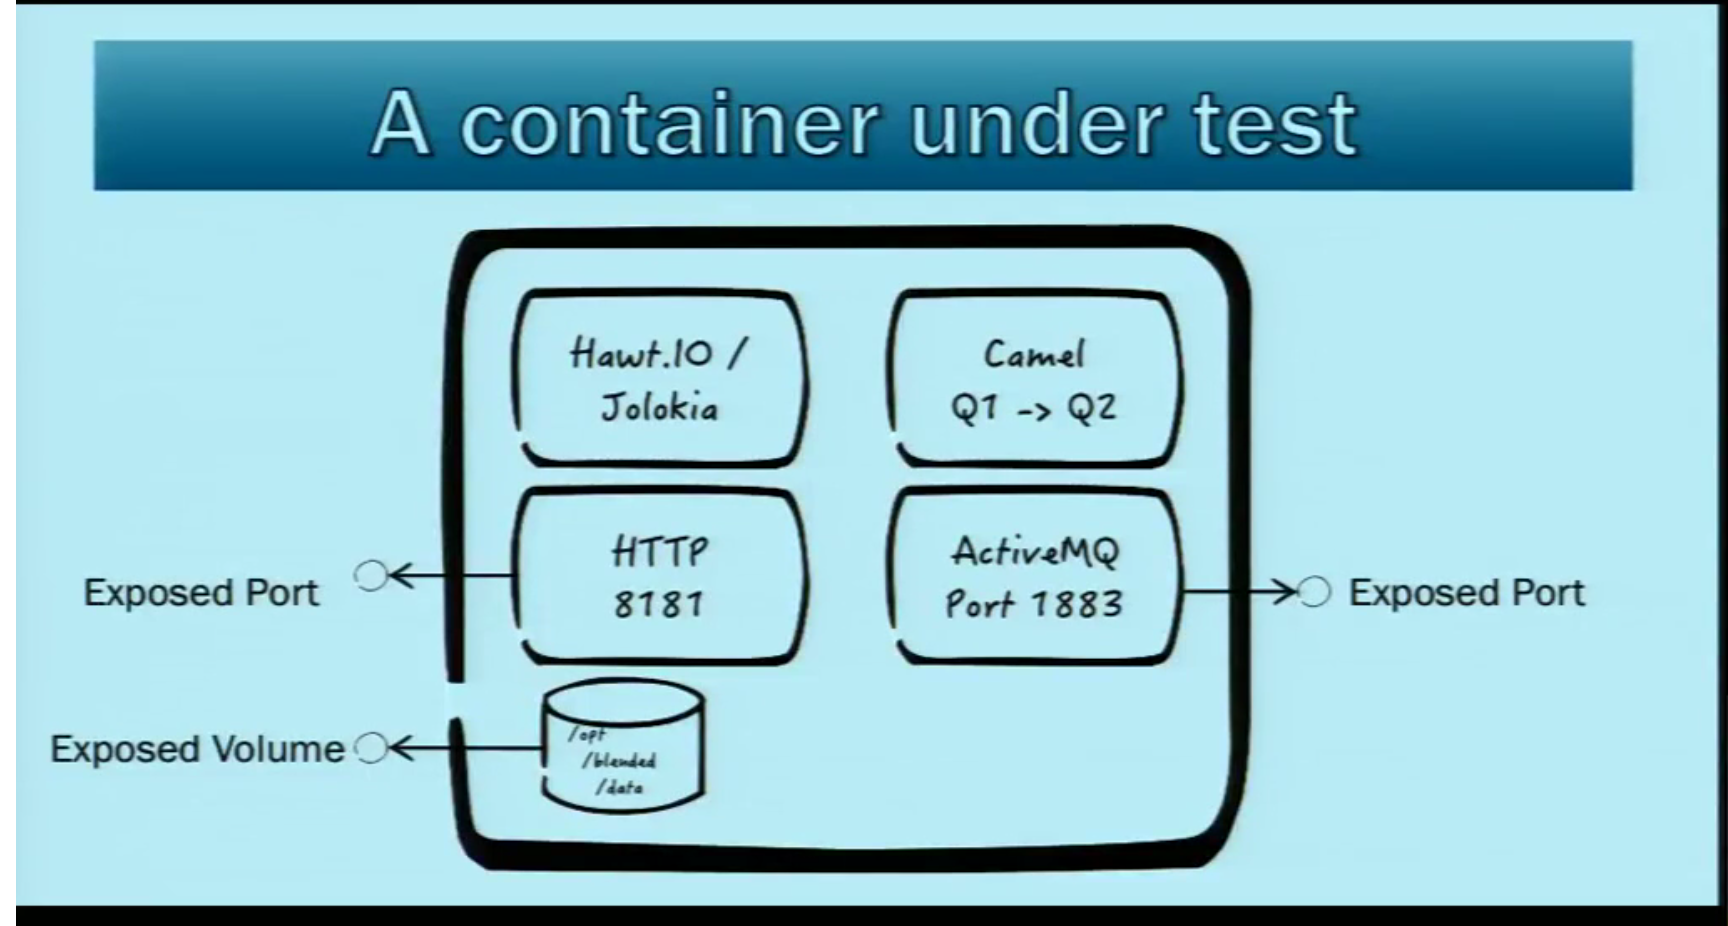 A container under test
Hawt.IO /
Jolokia
Camel
Q1 -> Q2
HTTP
8181
ActiveMQ
Port 1883
Exposed Port
Exposed Port
Exposed Volume
/opt
/blended
/data